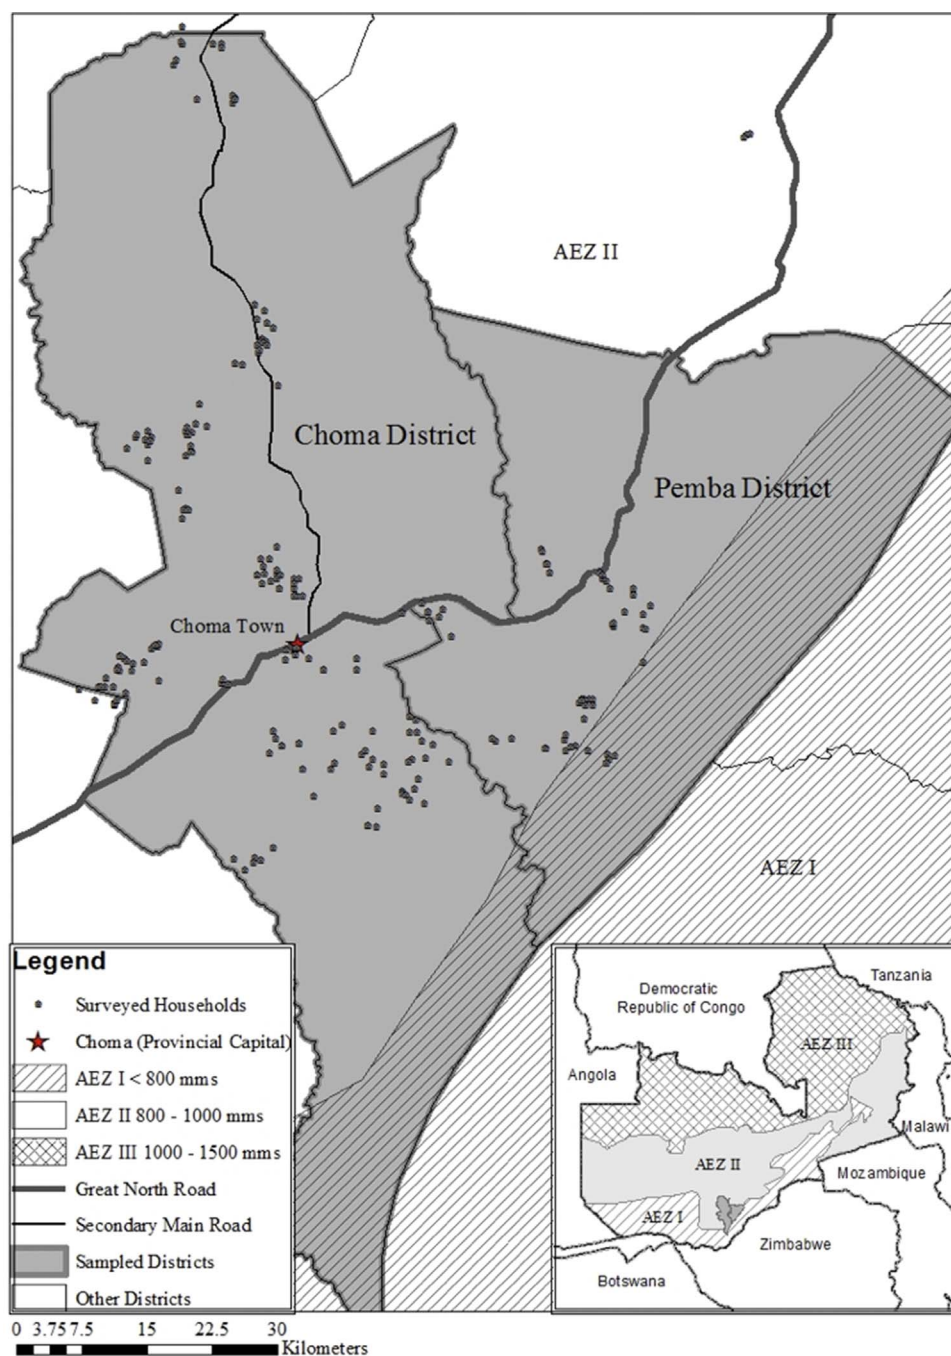 AEZ II
Choma District
Pemba District
Choma Town
AEZ I
Legend
Surveyed Households
Choma (Provincial Capital)
AEZ I < 800 mms
AEZ II 800 - 1000 mms
AEZ III 1000 - 1500 mms
Great North Road
Secondary Main Road
Sampled Districts
Other Districts
0 3.75 7.5 15 22.5 30
Kilometers
Democratic
Republic of Congo
Tanzania
AEZ III
Angola
Malawi
AEZ II
Mozambique
AEZ I
Zimbabwe
Botswana